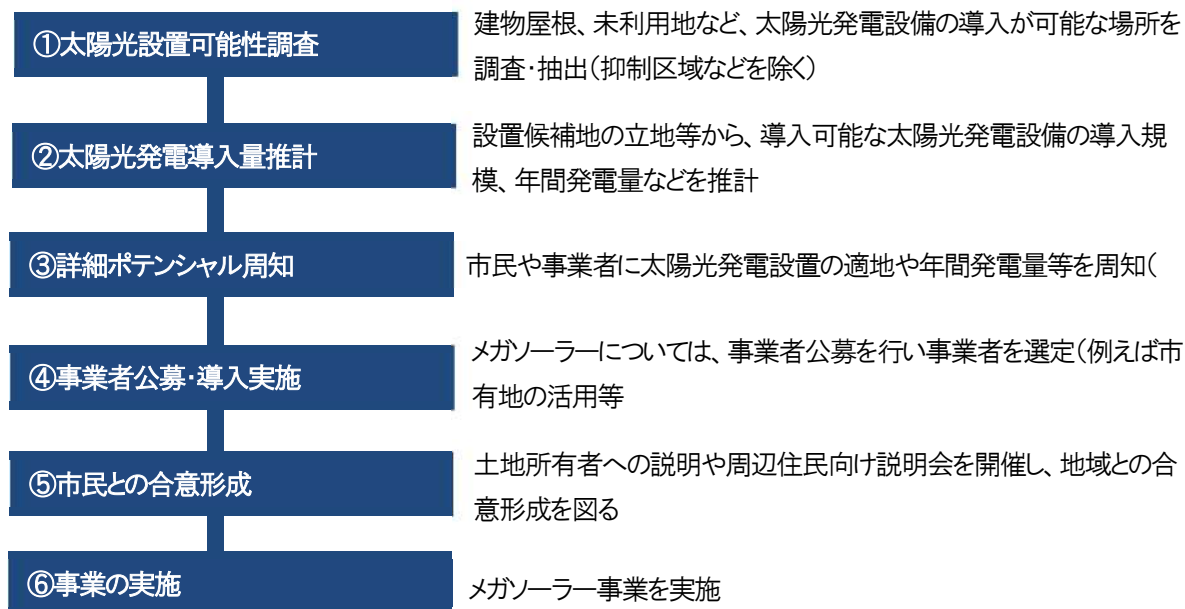 ①太陽光設置可能性調査
建物屋根、未利用地など、太陽光発電設備の導入が可能な場所を
調査・抽出(抑制区域などを除く)
②太陽光発電導入量推計
設置候補地の立地等から、導入可能な太陽光発電設備の導入規
模、年間発電量などを推計
③詳細ポテンシャル周知
市民や事業者に太陽光発電設置の適地や年間発電量等を周知(
④事業者公募・導入実施
メガソーラーについては、事業者公募を行い事業者を選定(例えば市
有地の活用等
⑤市民との合意形成
土地所有者への説明や周辺住民向け説明会を開催し、地域との合
意形成を図る
⑥事業の実施
メガソーラー事業を実施